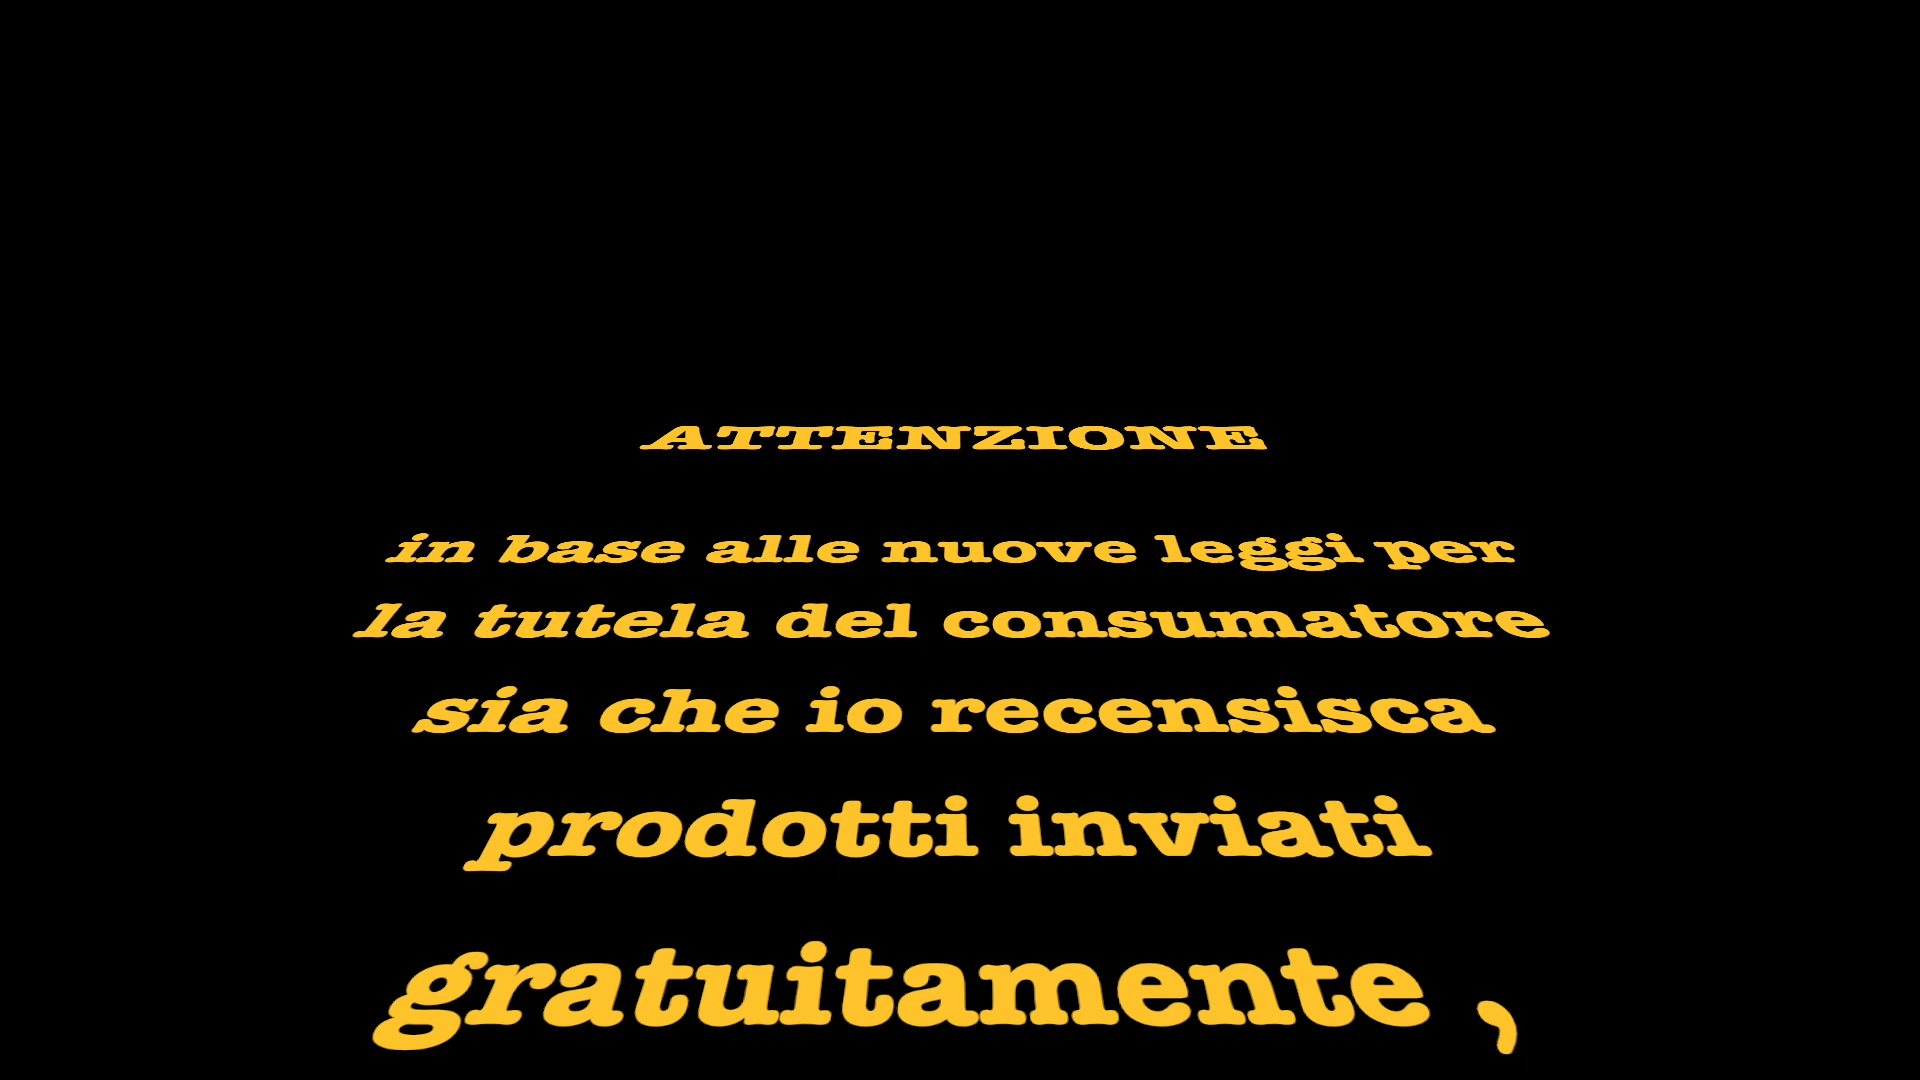 ATTENZIONE
in base alle nuove leggi per
la tutela del consumatore
sia che io recensisca
prodotti inviati
gratuitamente ,